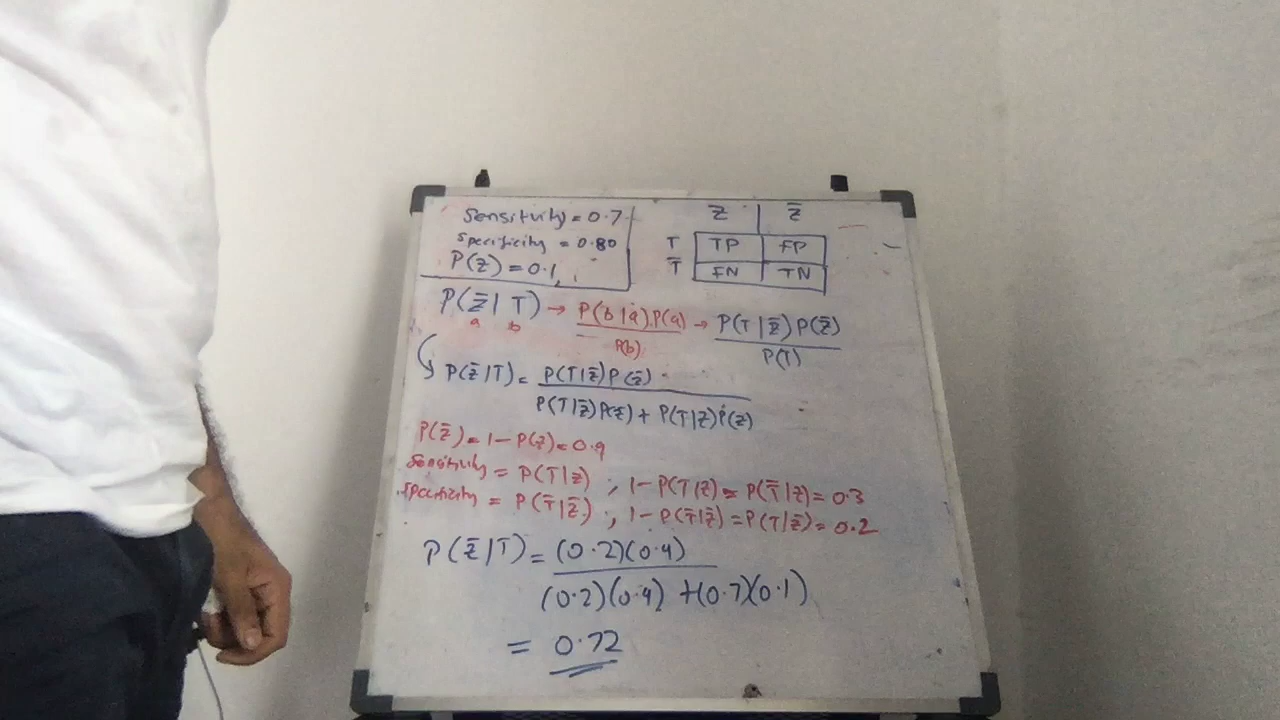 Sensitivity = 0.7
Specificity = 0.80
P(z) = 0.1
z z̄
T TP FP
T̄ FN TN
P(z̄ | T) → P(b | a).P(a) / P(b) → P(T | z̄) P(z̄) / P(T)
a b
P(z̄ | T) = P(T | z̄) P(z̄) / P(T | z̄) P(z̄) + P(T | z) P(z)
P(z̄) = 1 - P(z) = 0.9
Sensitivity = P(T | z) ; 1 - P(T | z) = P(T̄ | z) = 0.3
Specificity = P(T̄ | z̄) ; 1 - P(T̄ | z̄) = P(T | z̄) = 0.2
P(z̄ | T) = (0.2)(0.9) / (0.2)(0.9) + (0.7)(0.1)
= 0.72